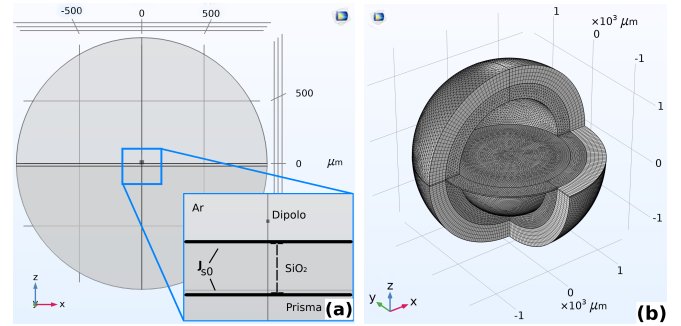 -500 0 500
500
0 μm
Ar
Dipolo
J_s0
SiO₂
Prisma
z
y x
(a)
1
×10³ μm
0
-1
1
0
-1
1
0
×10³ μm
-1
z
y
x
(b)